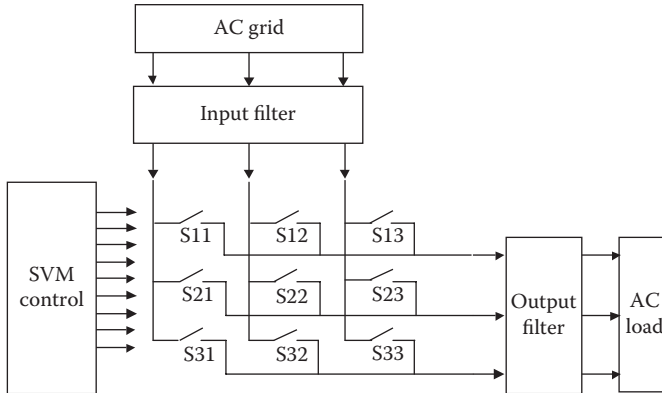 AC grid
Input filter
S11 S12 S13
SVM
control
S21 S22 S23
Output
filter
AC
load
S31 S32 S33